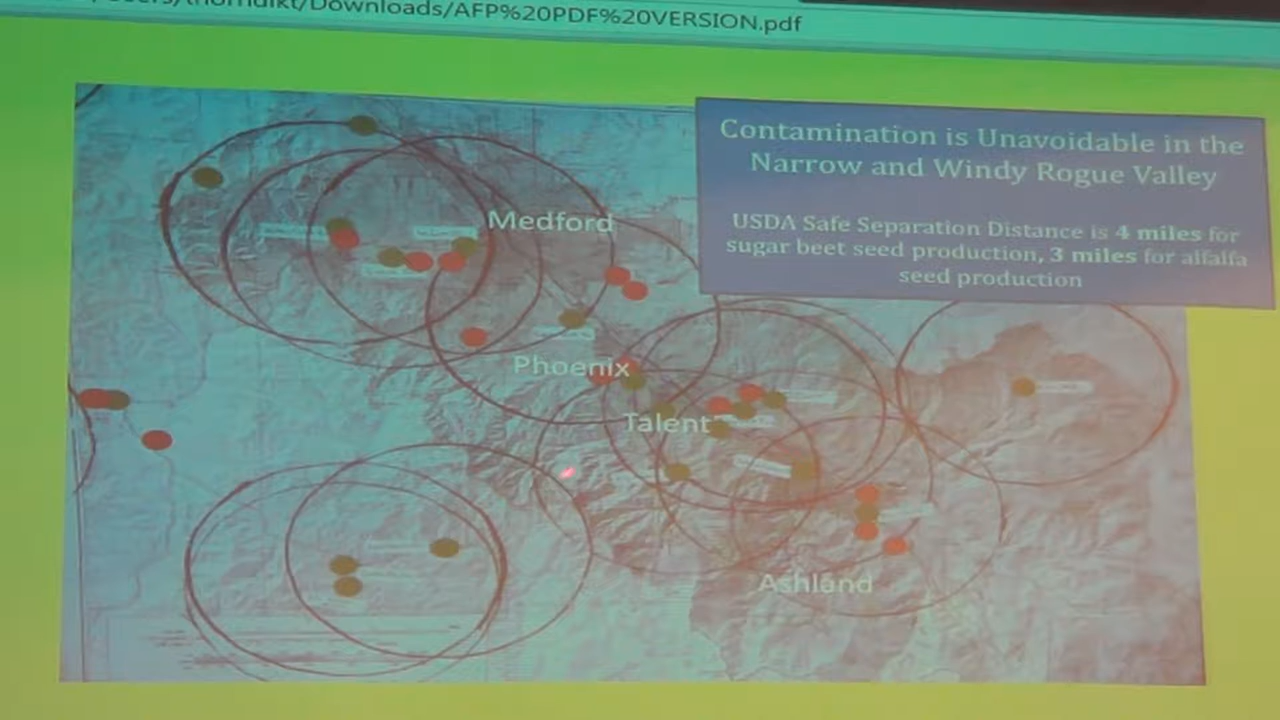 /Downloads/AFP%20PDF%20VERSION.pdf
Contamination is Unavoidable in the
Narrow and Windy Rogue Valley
USDA Safe Separation Distance is 4 miles for
sugar beet seed production, 3 miles for alfalfa
seed production
Medford
Phoenix
Talent
Ashland